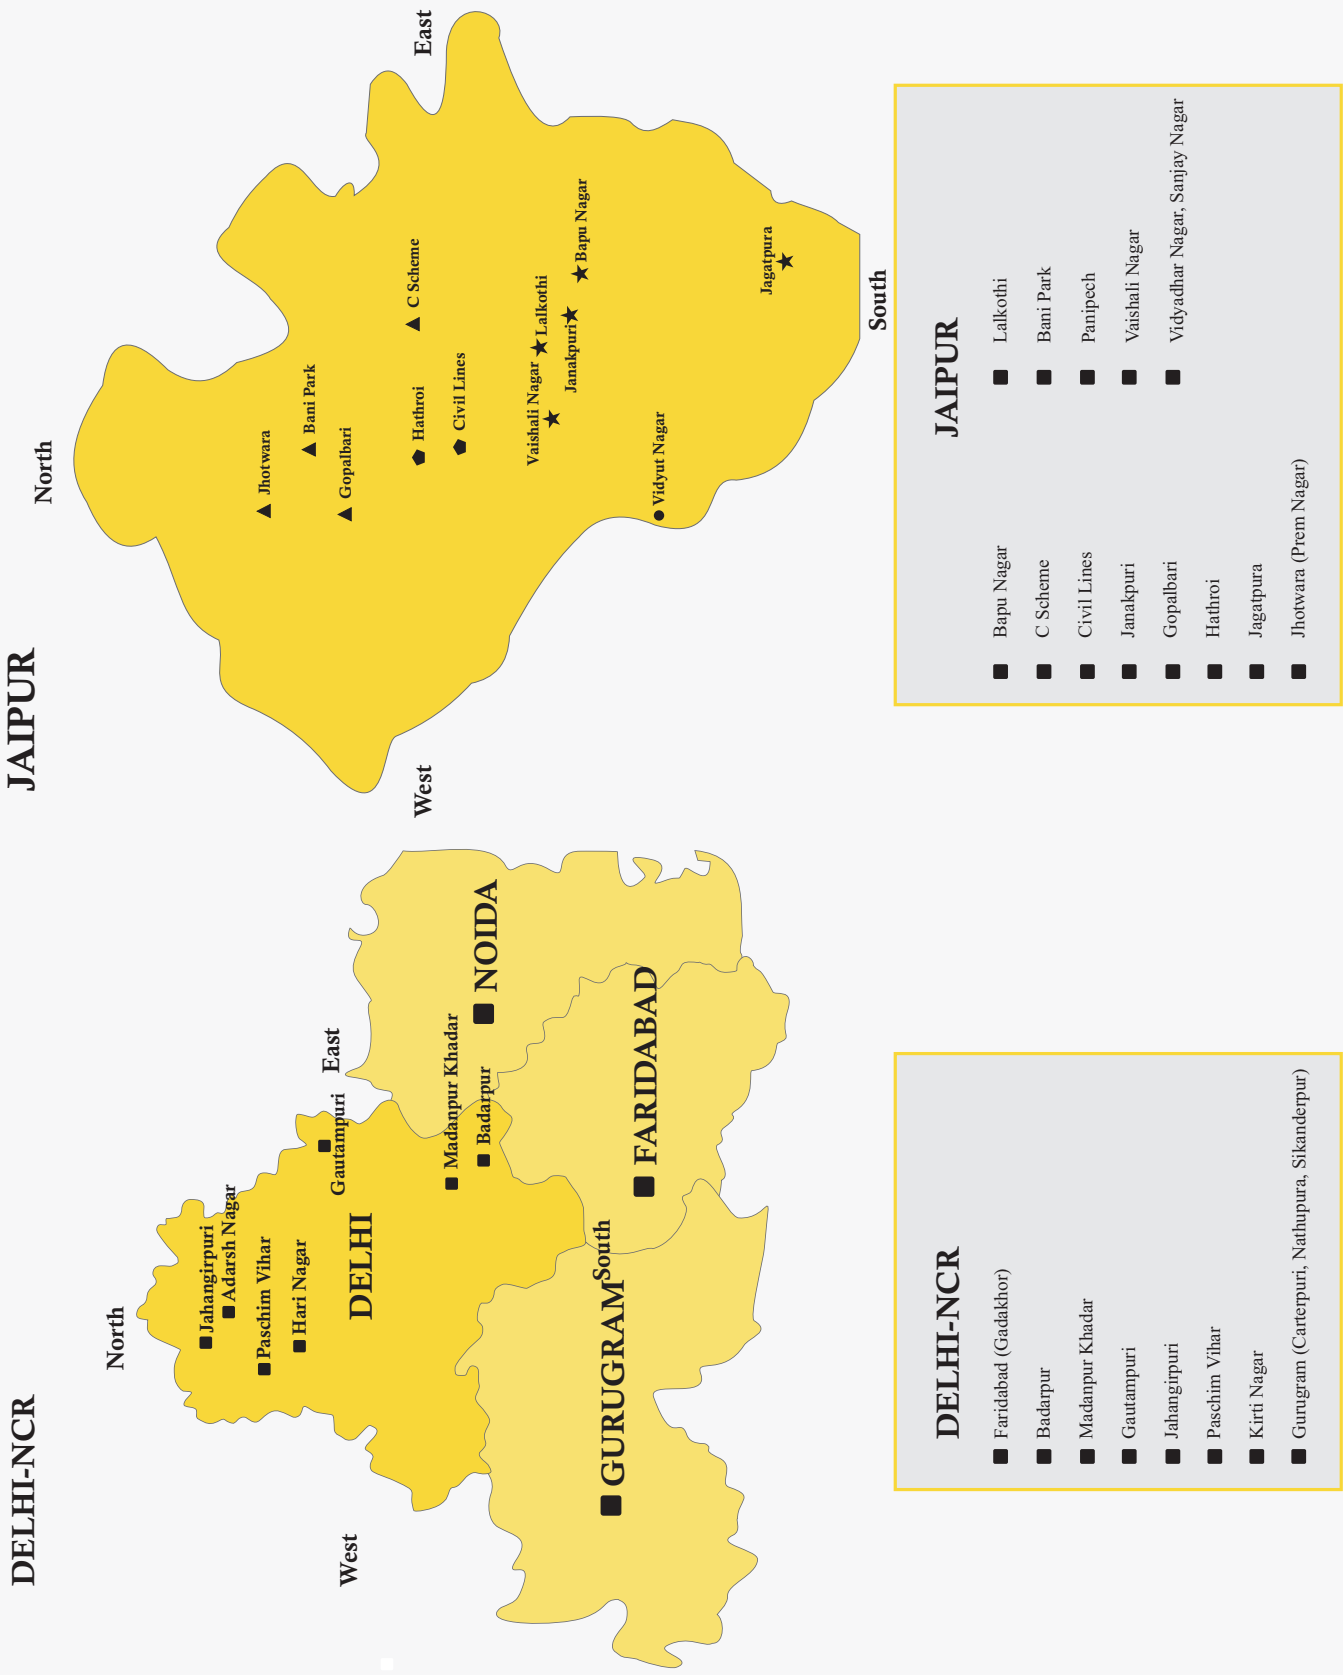 DELHI-NCR
North
Jahangirpuri
Adarsh Nagar
Paschim Vihar
Hari Nagar
Gautampuri
East
West
DELHI
Madanpur Khadar
Badarpur
NOIDA
South
GURUGRAM
FARIDABAD
JAIPUR
North
Jhotwara
Bani Park
Gopalbari
C Scheme
West
East
Hathroi
Civil Lines
Vaishali Nagar
Lalkothi
Janakpuri
Bapu Nagar
Vidyut Nagar
Jagatpura
South
DELHI-NCR
Faridabad (Gadakhor)
Badarpur
Madanpur Khadar
Gautampuri
Jahangirpuri
Paschim Vihar
Kirti Nagar
Gurugram (Carterpuri, Nathupura, Sikanderpur)
JAIPUR
Bapu Nagar
C Scheme
Civil Lines
Janakpuri
Gopalbari
Hathroi
Jagatpura
Jhotwara (Prem Nagar)
Lalkothi
Bani Park
Panipech
Vaishali Nagar
Vidyadhar Nagar, Sanjay Nagar